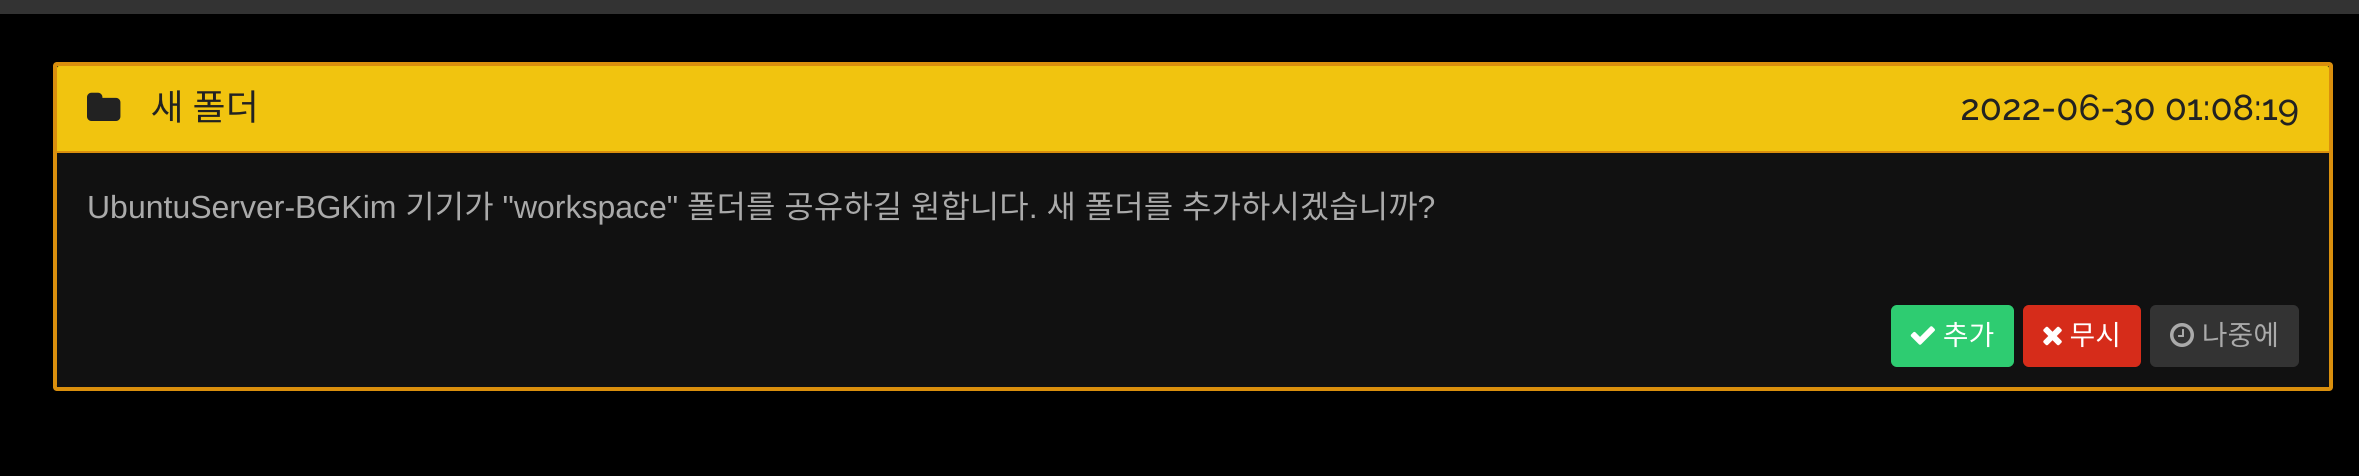 새 폴더
2022-06-30 01:08:19
UbuntuServer-BGKim 기기가 "workspace" 폴더를 공유하길 원합니다. 새 폴더를 추가하시겠습니까?
추가
무시
나중에